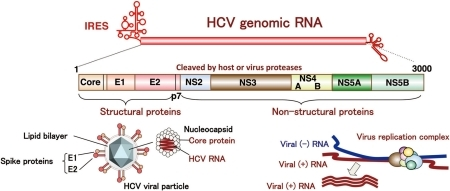 IRES
HCV genomic RNA
1
Cleaved by host or virus proteases
3000
Core
E1
E2
p7
NS2
NS3
NS4
A B
NS5A
NS5B
Structural proteins
Non-structural proteins
Lipid bilayer
Spike proteins
E1
E2
HCV viral particle
Nucleocapsid
Core protein
HCV RNA
Viral (−) RNA
Viral (+) RNA
Viral (+) RNA
Virus replication complex